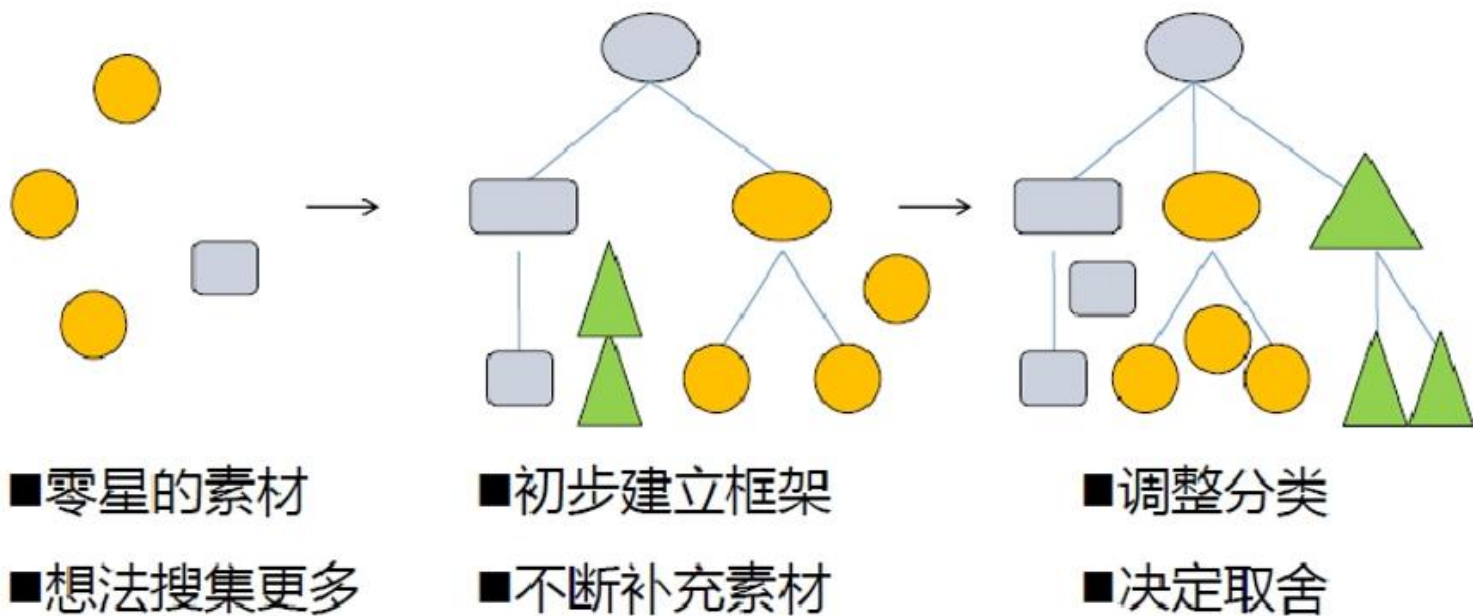 ■零星的素材
■想法搜集更多
■初步建立框架
■不断补充素材
■调整分类
■决定取舍